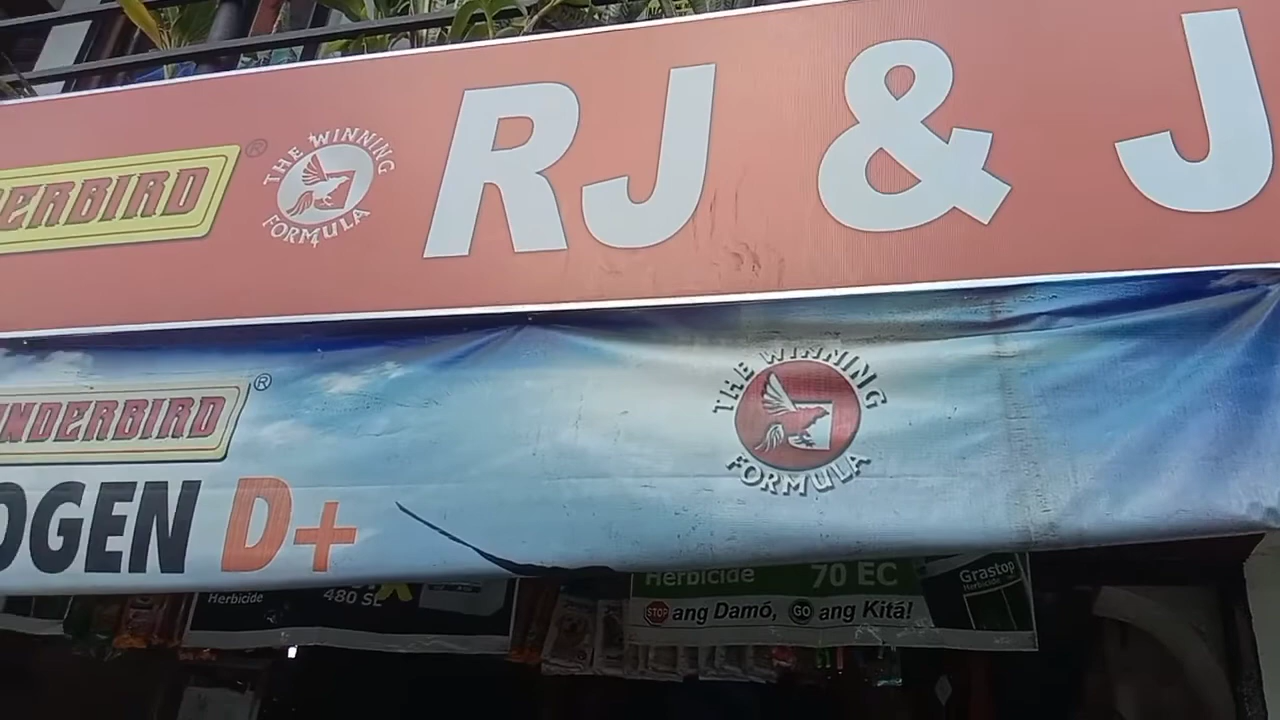 DERBIRD ®
THE WINNING
FORMULA
RJ & J
NDERBIRD ®
OGEN D+
THE WINNING
FORMULA
Herbicide
480 SL
Herbicide 70 EC
STOP ang Damó, GO ang Kitá!
Grastop
Herbicide